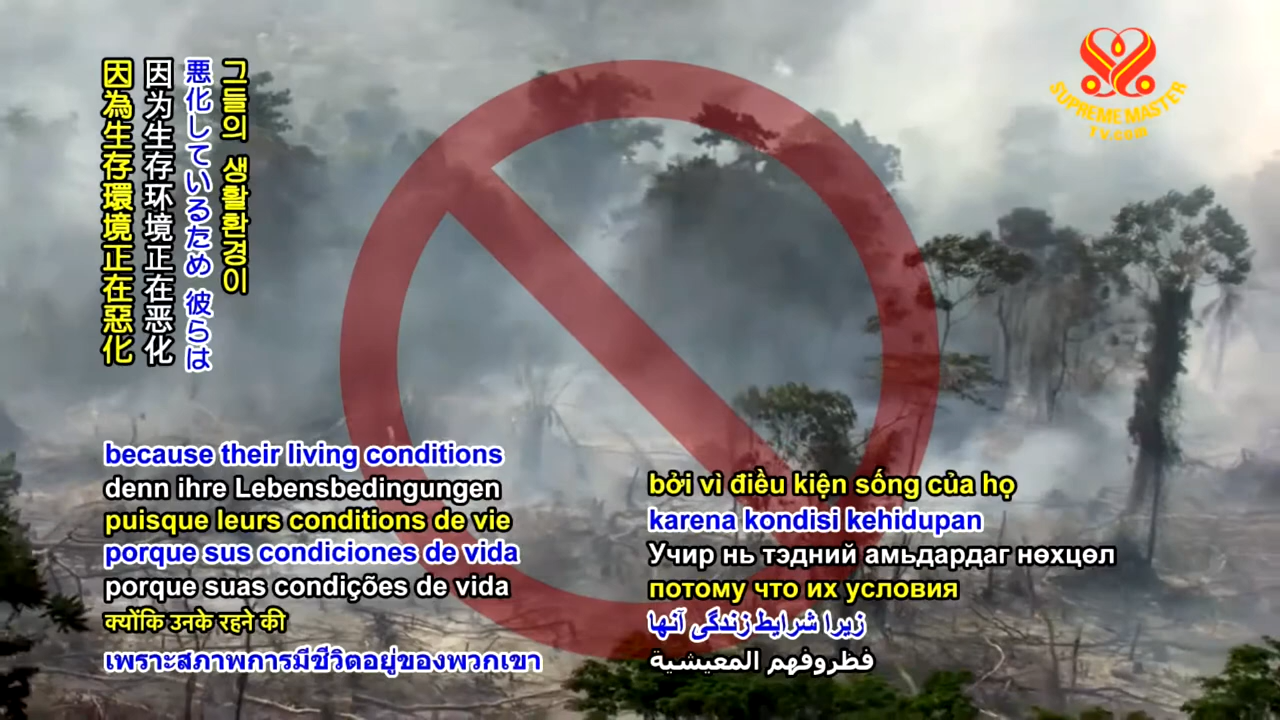 그들의 생활환경이
悪化しているため 彼らは
因为生存环境正在恶化
因為生存環境正在惡化
SUPREME MASTER
TV.com
because their living conditions
denn ihre Lebensbedingungen
puisque leurs conditions de vie
porque sus condiciones de vida
porque suas condições de vida
क्योंकि उनके रहने की
เพราะสภาพการมีชีวิตอยู่ของพวกเขา
bởi vì điều kiện sống của họ
karena kondisi kehidupan
Учир нь тэдний амьдардаг нөхцөл
потому что их условия
زیرا شرایط زندگی آنها
فظروفهم المعيشية